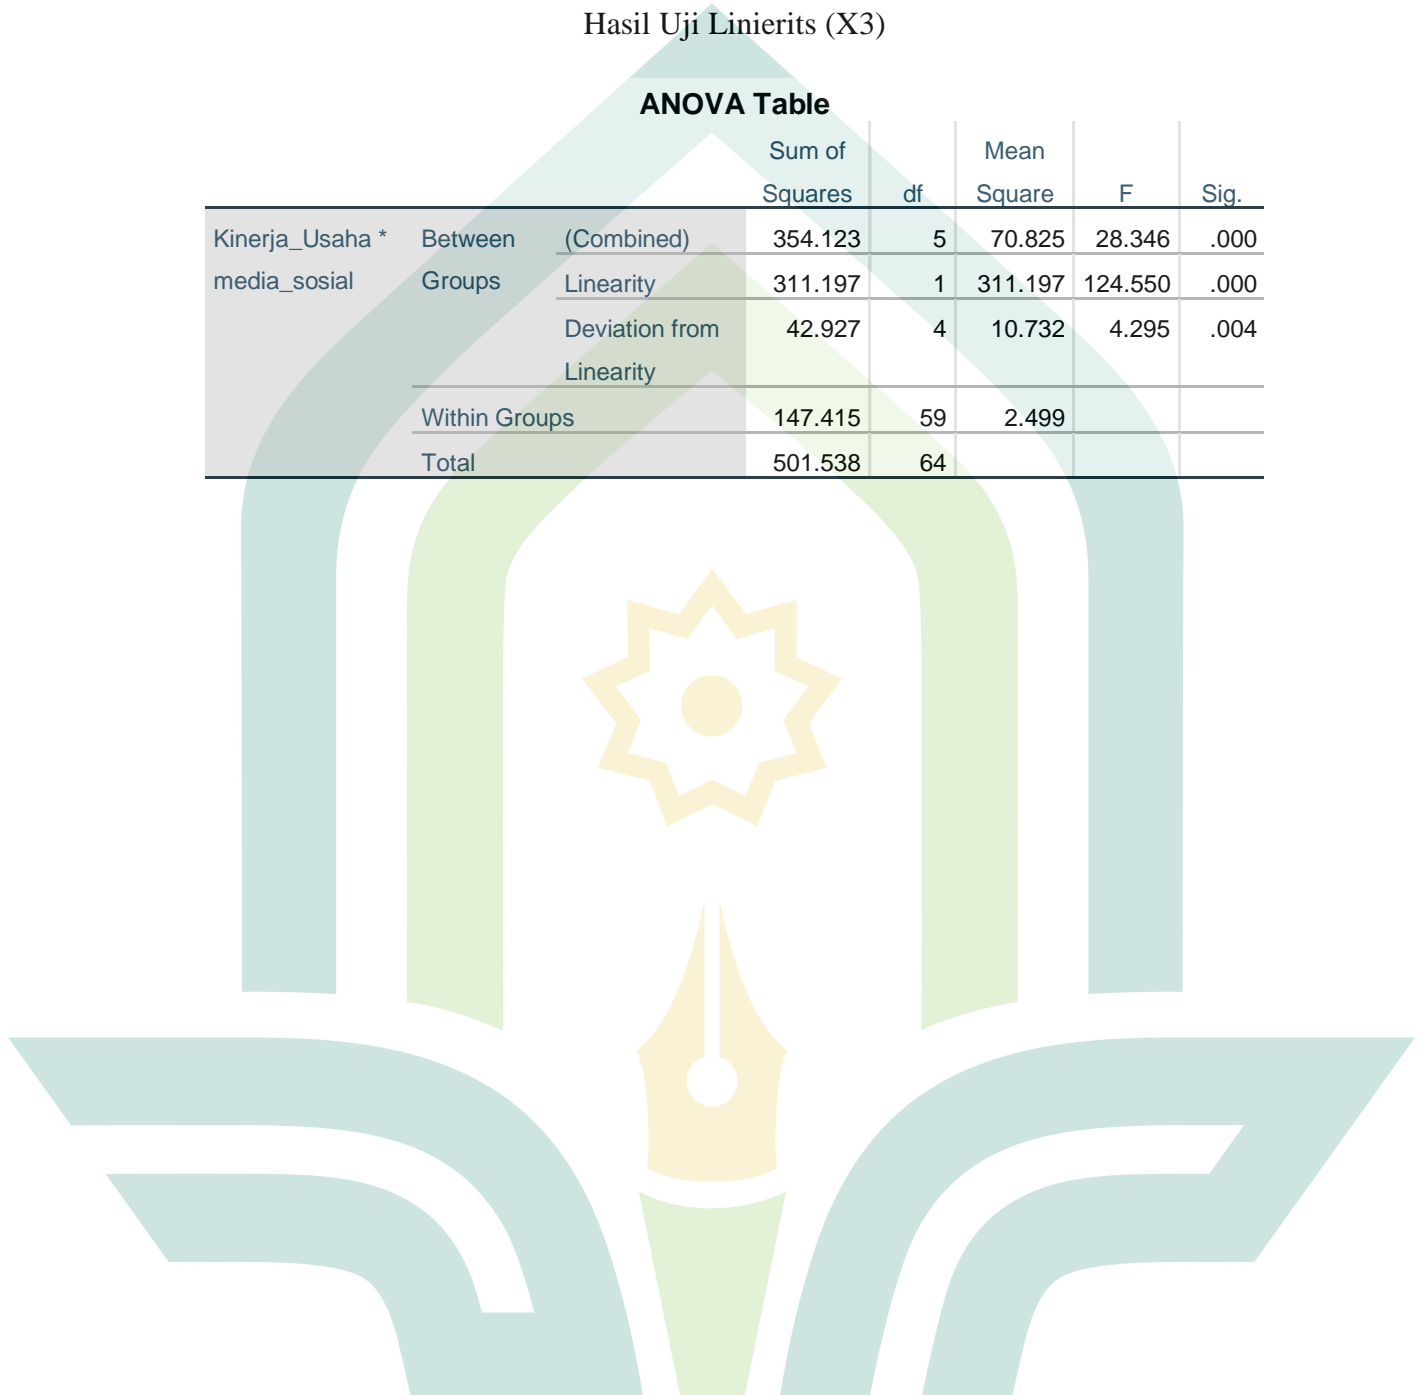 Hasil Uji Linierits (X3)
ANOVA Table
Sum of Squares df Mean Square F Sig.
Kinerja_Usaha * media_sosial Between Groups (Combined) 354.123 5 70.825 28.346 .000
Linearity 311.197 1 311.197 124.550 .000
Deviation from Linearity 42.927 4 10.732 4.295 .004
Within Groups 147.415 59 2.499
Total 501.538 64